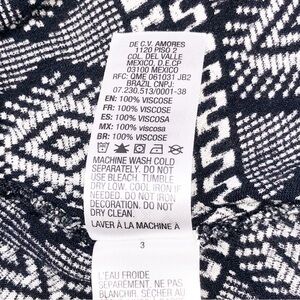 DE C.V. AMORES
1120 PISO 2
COL. DEL VALLE
MEXICO, D.F. CP
03100 MEXICO
RFC: QME 061031 JB2
BRAZIL CNPJ:
07.230.513/0001-38
EN: 100% VISCOSE
FR: 100% VISCOSE
ES: 100% VISCOSA
MX: 100% viscosa
BR: 100% VISCOSE
MACHINE WASH COLD
SEPARATELY. DO NOT
USE BLEACH. TUMBLE
DRY LOW. COOL IRON IF
NEEDED. DO NOT IRON
DECORATION. DO NOT
DRY CLEAN.
LAVER À LA MACHINE À
3
L'EAU FROIDE
SÉPARÉMENT. NE PAS
BLANCHIR. SÉCHER